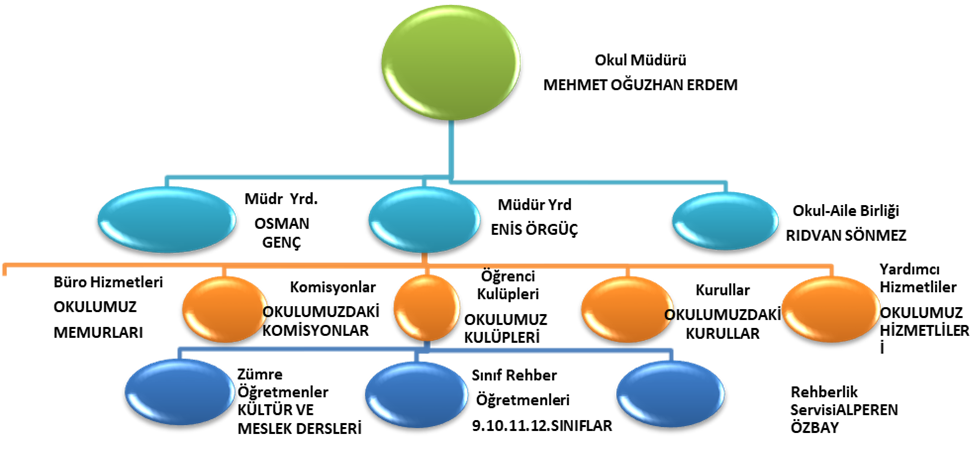 Okul Müdürü
MEHMET OĞUZHAN ERDEM
Müdr Yrd.
OSMAN
GENÇ
Müdür Yrd
ENİS ÖRGÜÇ
Okul-Aile Birliği
RIDVAN SÖNMEZ
Büro Hizmetleri
OKULUMUZ
MEMURLARI
Komisyonlar
OKULUMUZDAKİ
KOMİSYONLAR
Öğrenci
Kulüpleri
OKULUMUZ
KULÜPLERİ
Kurullar
OKULUMUZDAKİ
KURULLAR
Yardımcı
Hizmetliler
OKULUMUZ
HİZMETLİLER
İ
Zümre
Öğretmenler
KÜLTÜR VE
MESLEK DERSLERİ
Sınıf Rehber
Öğretmenleri
9.10.11.12.SINIFLAR
Rehberlik
ServisiALPEREN
ÖZBAY